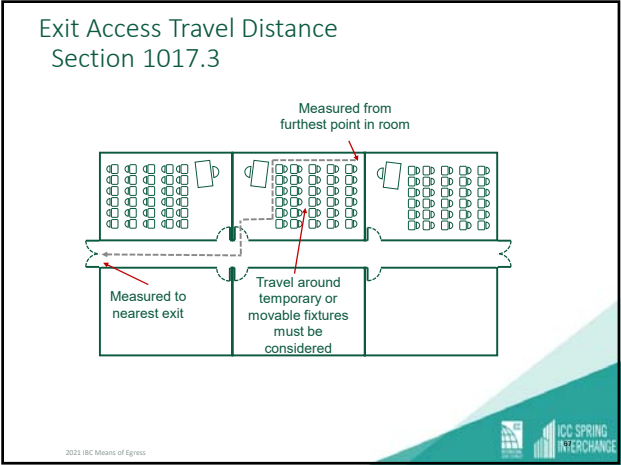 Exit Access Travel Distance
Section 1017.3
Measured from
furthest point in room
Measured to
nearest exit
Travel around
temporary or
movable fixtures
must be
considered
2021 IBC Means of Egress
67
ICC SPRING
INTERCHANGE